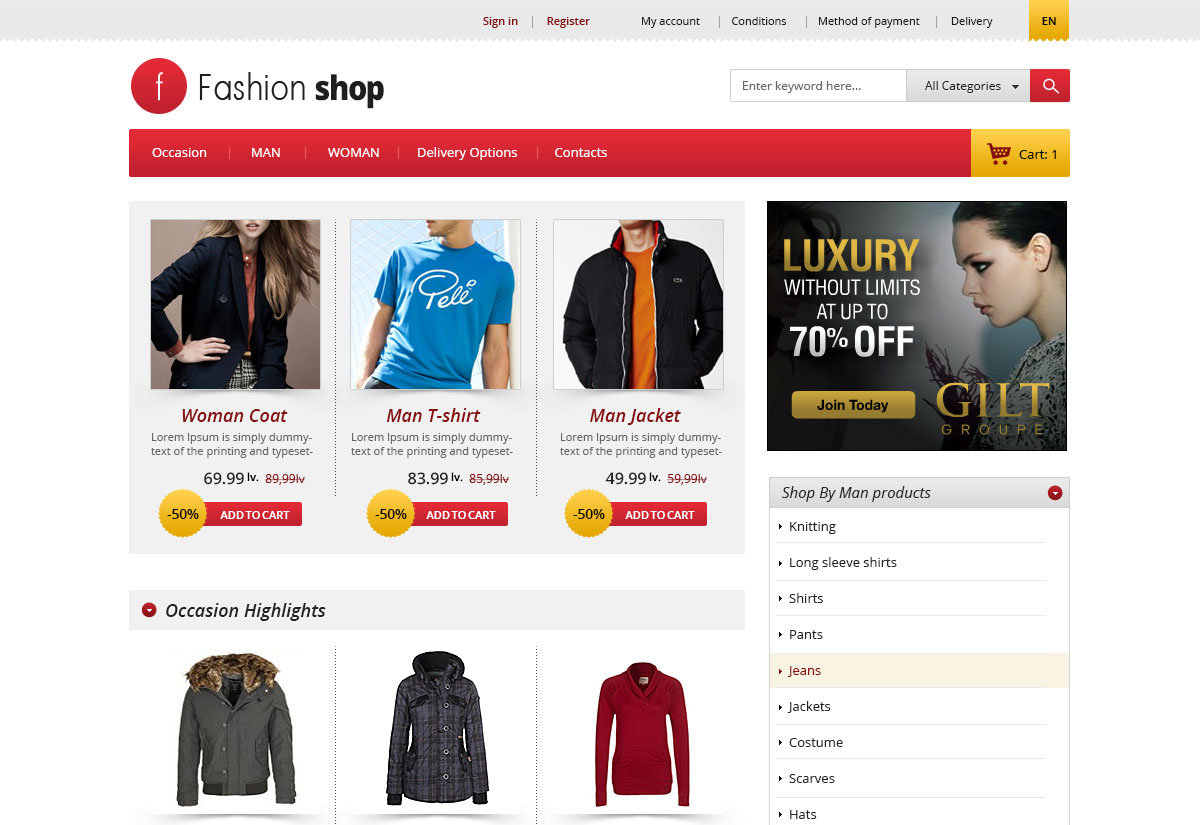 Sign in
Register
My account
Conditions
Method of payment
Delivery
EN
f Fashion shop
Enter keyword here...
All Categories
Occasion
MAN
WOMAN
Delivery Options
Contacts
Cart: 1
Pelé
Woman Coat
Lorem Ipsum is simply dummy-
text of the printing and typeset-
69.99 lv. 89,99lv
-50%
ADD TO CART
Man T-shirt
Lorem Ipsum is simply dummy-
text of the printing and typeset-
83.99 lv. 85,99lv
-50%
ADD TO CART
Man Jacket
Lorem Ipsum is simply dummy-
text of the printing and typeset-
49.99 lv. 59,99lv
-50%
ADD TO CART
LUXURY
WITHOUT LIMITS
AT UP TO
70% OFF
Join Today
GILT
GROUPE
Shop By Man products
Knitting
Long sleeve shirts
Shirts
Pants
Jeans
Jackets
Costume
Scarves
Hats
Occasion Highlights